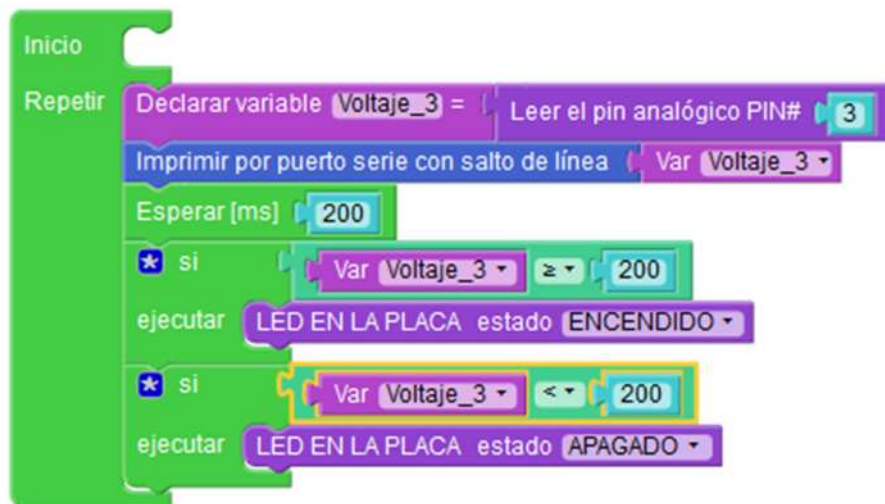 Inicio
Repetir Declarar variable Voltaje_3 = Leer el pin analógico PIN# 3
Imprimir por puerto serie con salto de línea Var Voltaje_3
Esperar [ms] 200
si Var Voltaje_3 ≥ 200
ejecutar LED EN LA PLACA estado ENCENDIDO
si Var Voltaje_3 < 200
ejecutar LED EN LA PLACA estado APAGADO